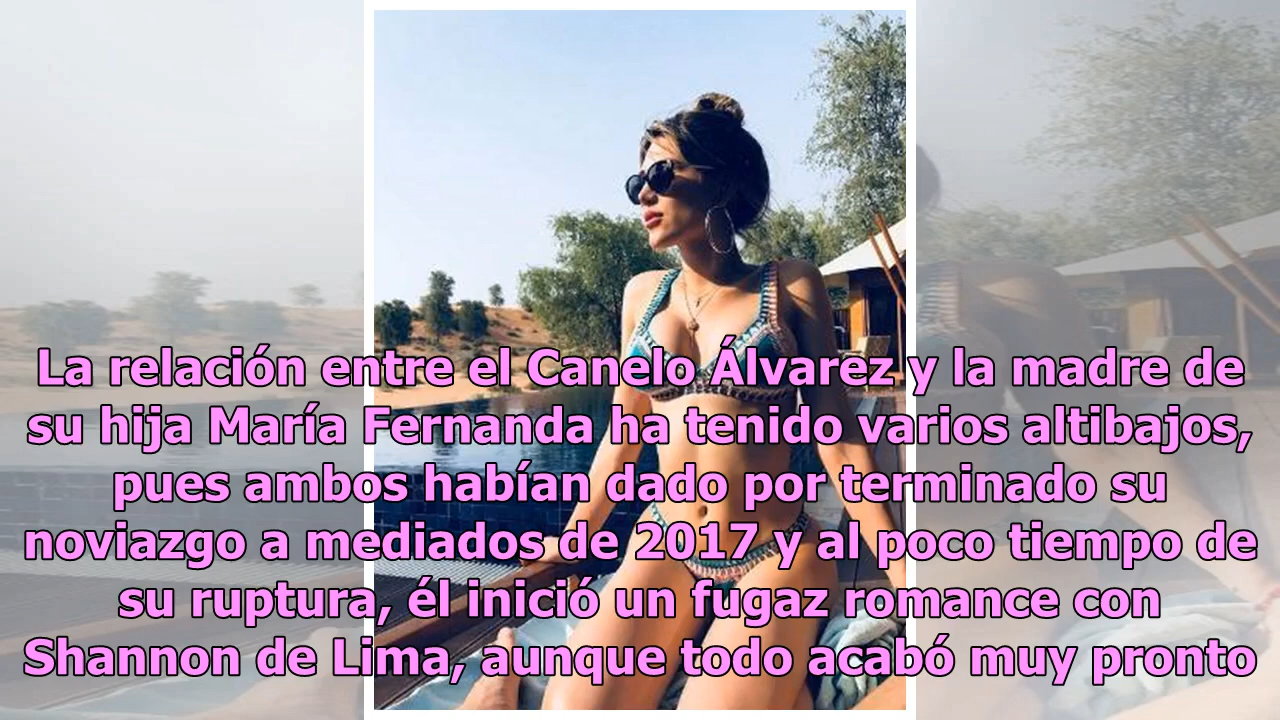 La relación entre el Canelo Álvarez y la madre de
su hija María Fernanda ha tenido varios altibajos,
pues ambos habían dado por terminado su
noviazgo a mediados de 2017 y al poco tiempo de
su ruptura, él inició un fugaz romance con
Shannon de Lima, aunque todo acabó muy pronto